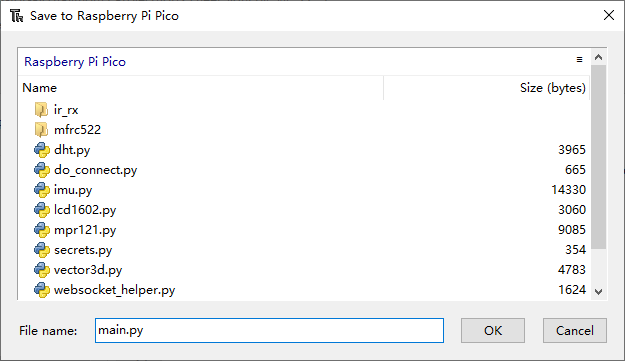 Save to Raspberry Pi Pico
Raspberry Pi Pico
Name Size (bytes)
ir_rx
mfrc522
dht.py 3965
do_connect.py 665
imu.py 14330
lcd1602.py 3060
mpr121.py 9085
secrets.py 354
vector3d.py 4783
websocket_helper.py 1624
File name: main.py OK Cancel